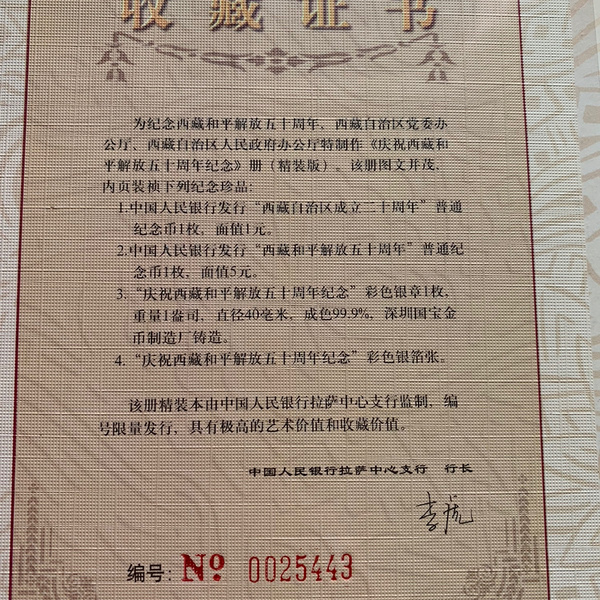 收藏证书
为纪念西藏和平解放五十周年、西藏自治区党委办
公厅、西藏自治区人民政府办公厅特制作《庆祝西藏和
平解放五十周年纪念》册（精装版）。该册图文并茂，
内页装祯下列纪念珍品：
1.中国人民银行发行“西藏自治区成立二十周年”普通
纪念币1枚，面值1元。
2.中国人民银行发行“西藏和平解放五十周年”普通纪
念币1枚，面值5元。
3．“庆祝西藏和平解放五十周年纪念”彩色银章1枚，
重量1盎司，直径40毫米，成色99.9%，深圳国宝金
币制造厂铸造。
4．“庆祝西藏和平解放五十周年纪念”彩色银箔张。
该册精装本由中国人民银行拉萨中心支行监制，编
号限量发行，具有极高的艺术价值和收藏价值。
中国人民银行拉萨中心支行 行长
编号：№ 0025443